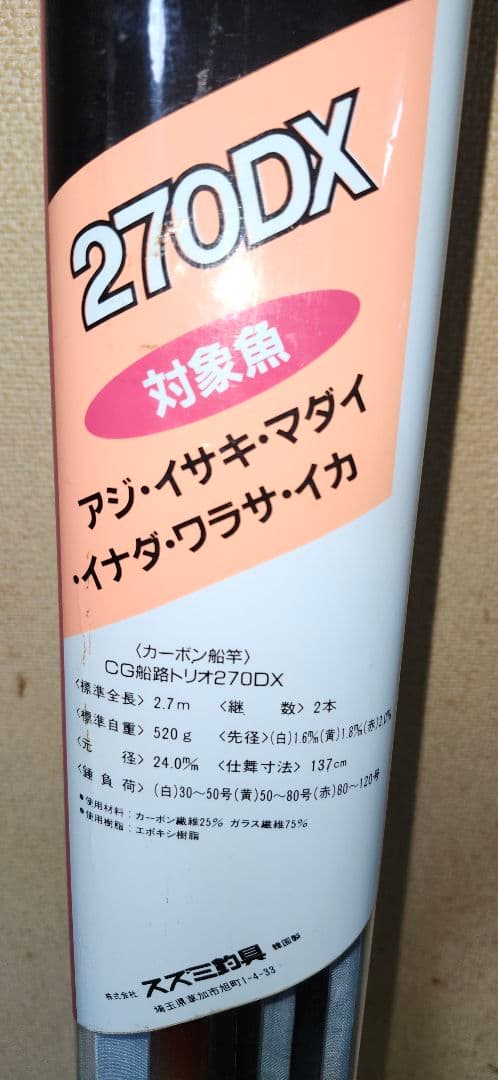 270DX
対象魚
アジ・イサキ・マダイ
・イナダ・ワラサ・イカ
〈カーボン船竿〉
CG船路トリオ270DX
〈標準全長〉 2.7m 〈継 数〉 2本
〈標準自重〉 520g 〈先径〉(白)1.6㎜(黄)1.8㎜(赤)2.0㎜
〈元 径〉 24.0㎜ 〈仕舞寸法〉 137cm
〈錘負荷〉 (白)30〜50号(黄)50〜80号(赤)80〜120号
●使用材料：カーボン繊維25% ガラス繊維75%
●使用樹脂：エポキシ樹脂
株式会社 スズミ釣具 韓国製
埼玉県草加市旭町1-4-33